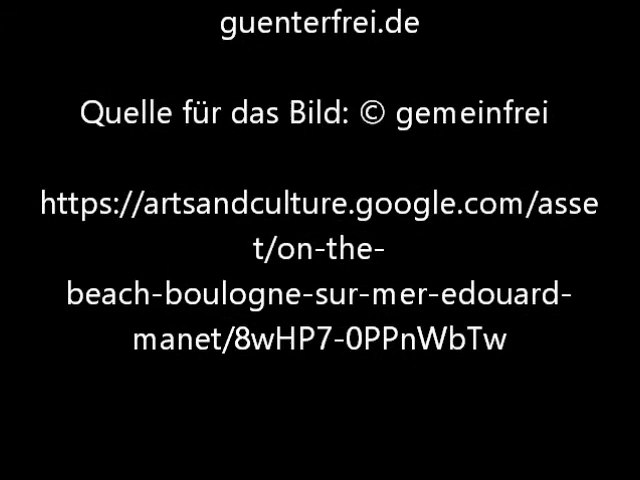 guenterfrei.de
Quelle für das Bild: © gemeinfrei
https://artsandculture.google.com/asse
t/on-the-
beach-boulogne-sur-mer-edouard-
manet/8wHP7-0PPnWbTw